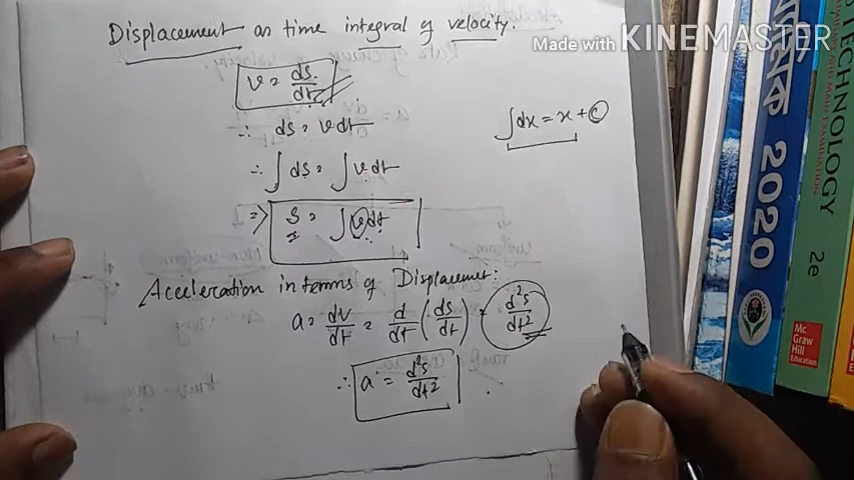 Displacement as time integral of velocity.
Made with KINEMASTER
v = ds/dt
∴ ds = v dt
∫dx = x + c
∴ ∫ds = ∫v dt
⇒ s = ∫v dt
Acceleration in terms of Displacemet:
a = dv/dt = d/dt (ds/dt) = d²s/dt²
∴ a = d²s/dt²
2020
TECHNOLOGY
2e
Mc Graw Hill Education